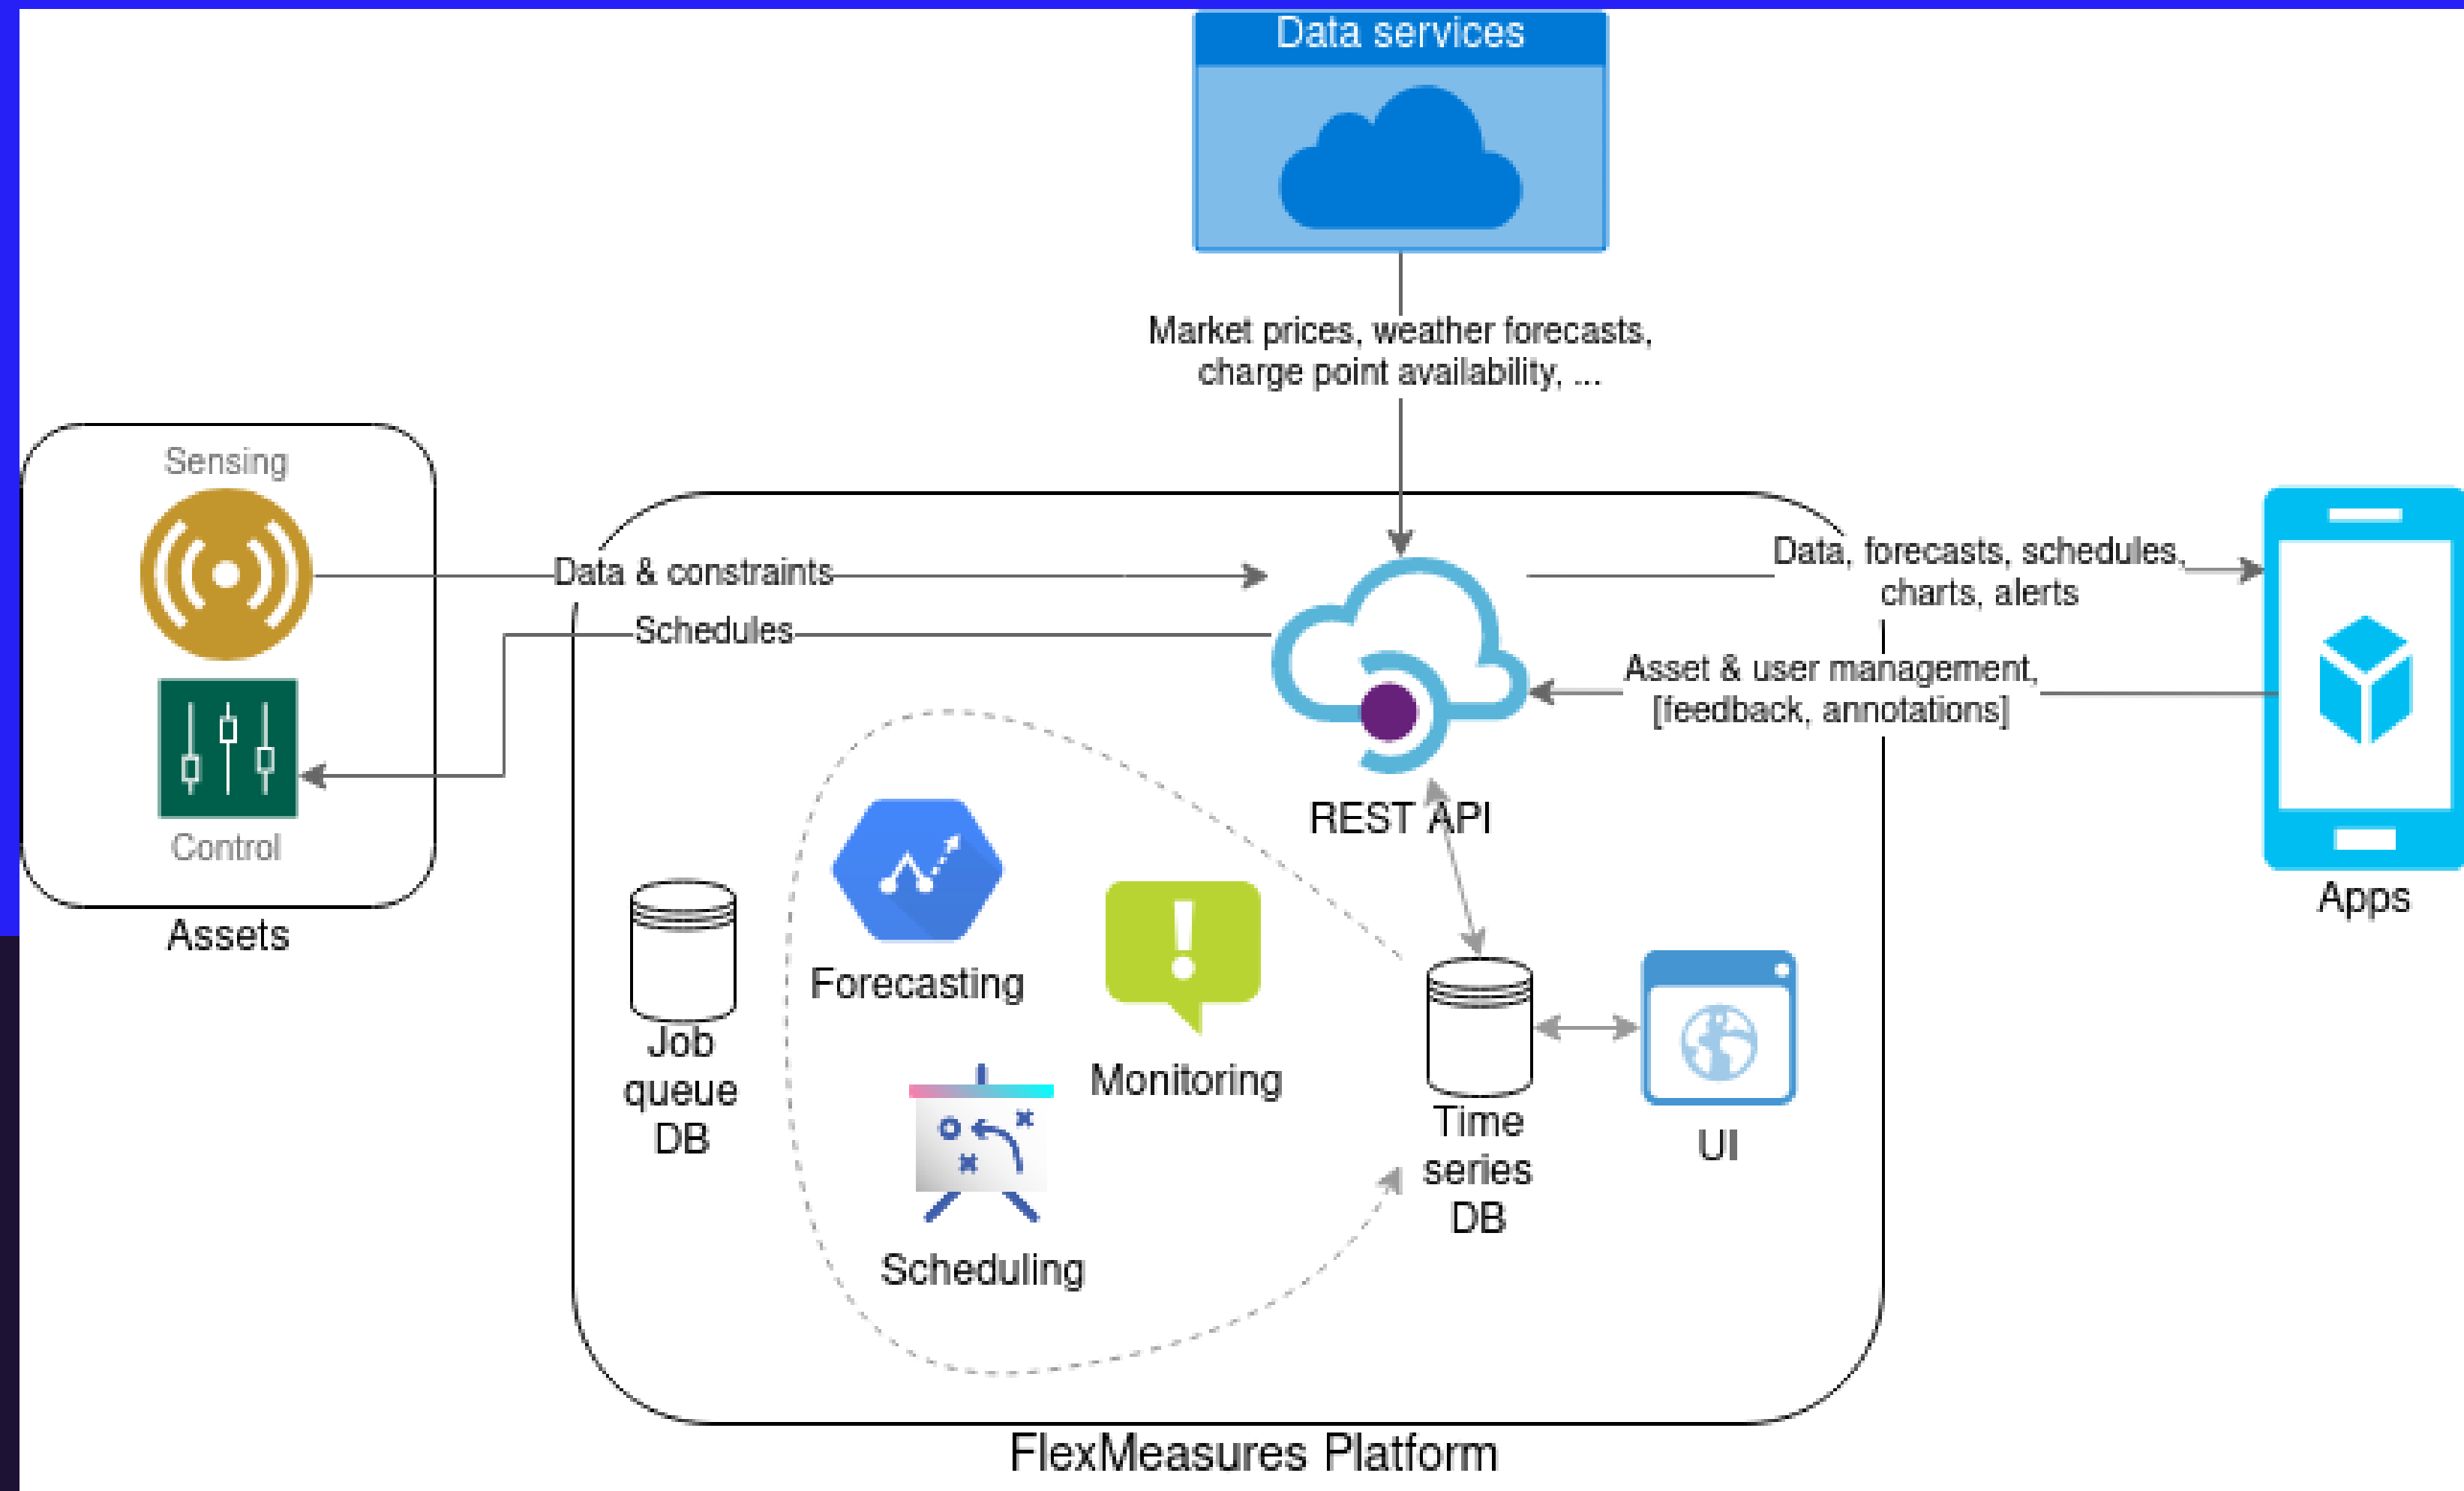 Data services
Market prices, weather forecasts,
charge point availability, ...
Sensing
Data & constraints
Data, forecasts, schedules,
charts, alerts
Schedules
Asset & user management,
[feedback, annotations]
Control
Assets
REST API
Apps
Forecasting
Monitoring
Job
queue
DB
Time
series
DB
UI
Scheduling
FlexMeasures Platform